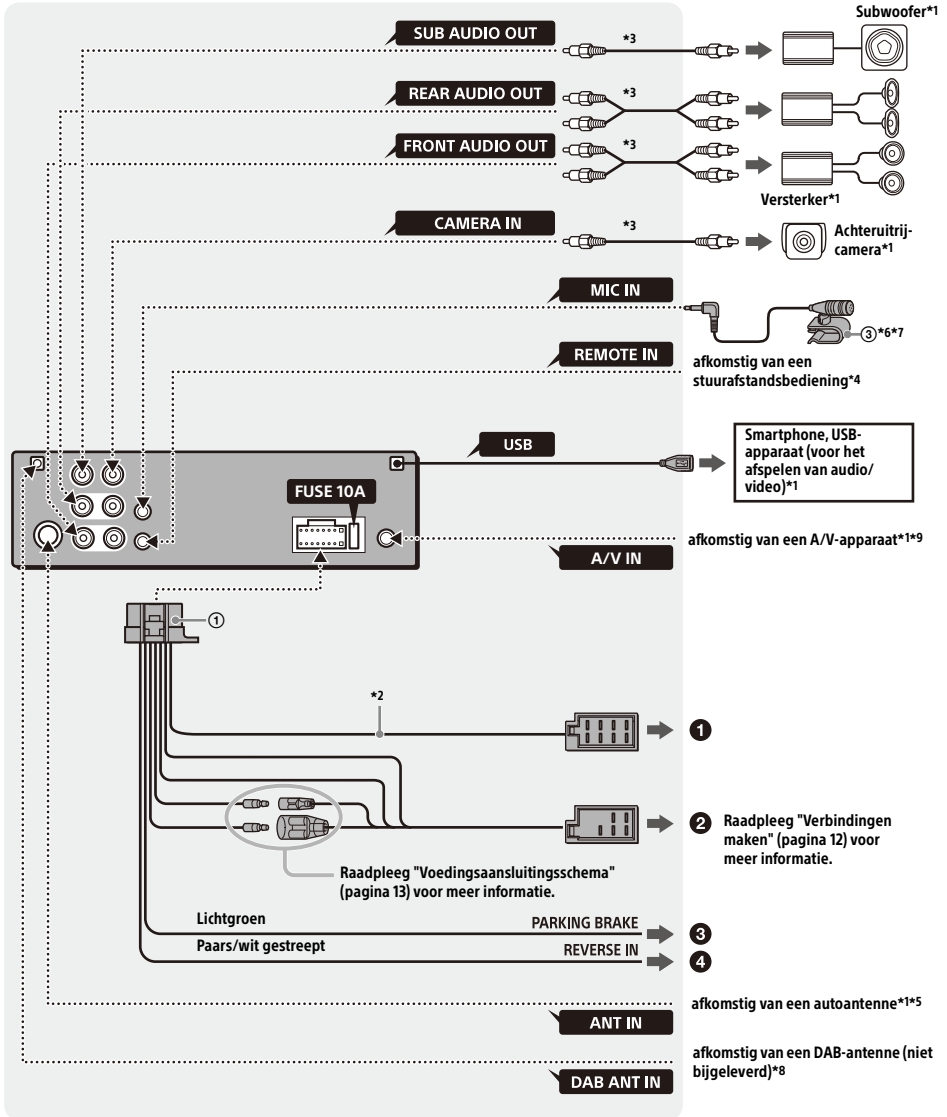 Subwoofer*1
SUB AUDIO OUT
*3
REAR AUDIO OUT
*3
FRONT AUDIO OUT
*3
Versterker*1
CAMERA IN
*3
Achteruitrij-
camera*1
MIC IN
③*6*7
REMOTE IN
afkomstig van een
stuurafstandsbediening*4
USB
Smartphone, USB-
apparaat (voor het
afspelen van audio/
video)*1
FUSE 10A
afkomstig van een A/V-apparaat*1*9
A/V IN
①
*2
❶
❷ Raadpleeg "Verbindingen
maken" (pagina 12) voor
meer informatie.
Raadpleeg "Voedingsaansluitingsschema"
(pagina 13) voor meer informatie.
Lichtgroen PARKING BRAKE ❸
Paars/wit gestreept REVERSE IN ❹
afkomstig van een autoantenne*1*5
ANT IN
afkomstig van een DAB-antenne (niet
bijgeleverd)*8
DAB ANT IN